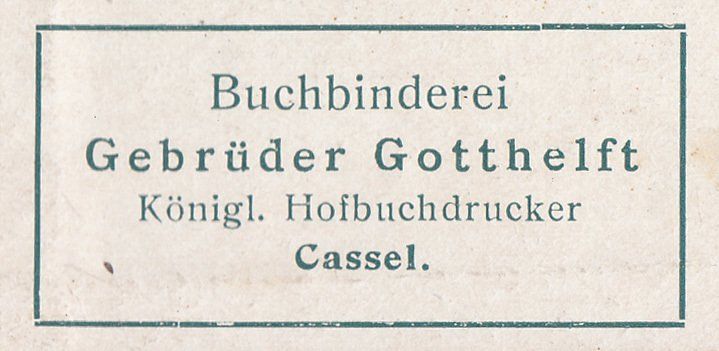 Buchbinderei
Gebrüder Gotthelft
Königl. Hofbuchdrucker
Cassel.